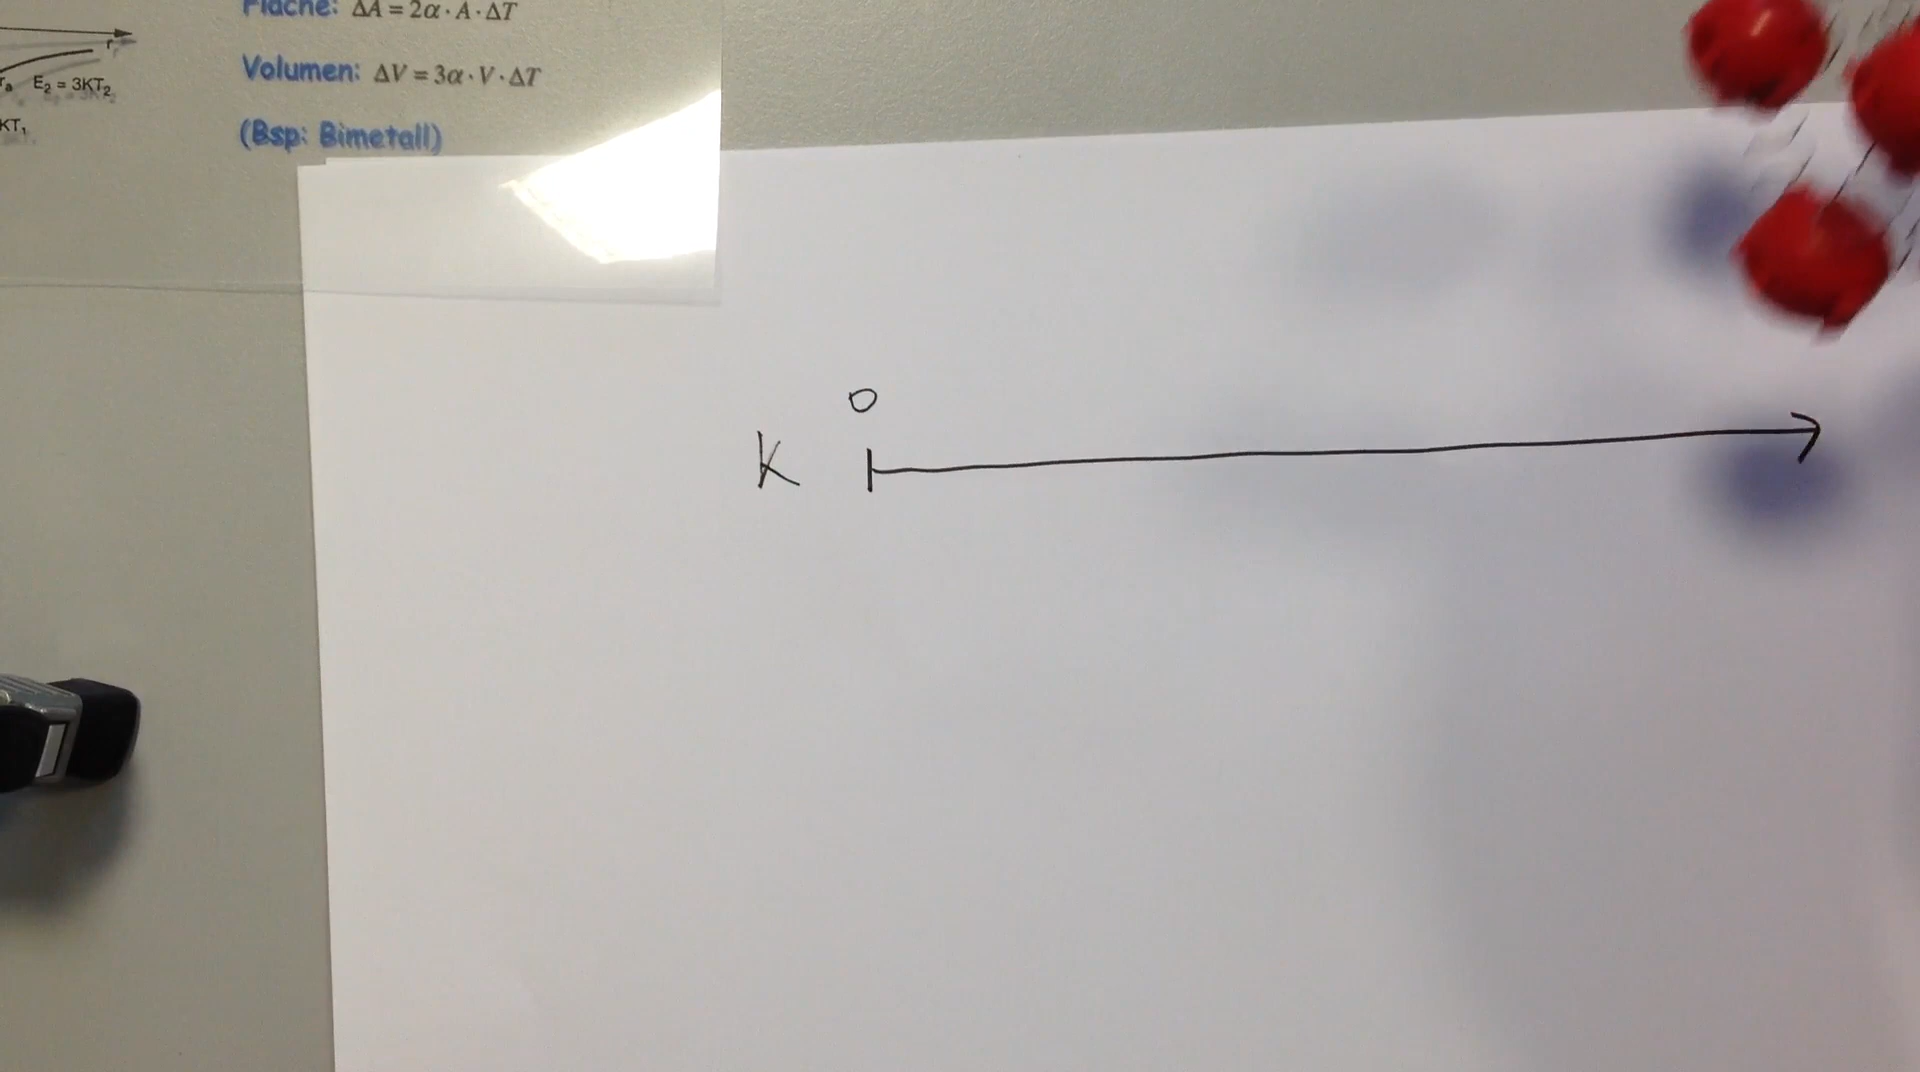 Fläche: ΔA = 2α · A · ΔT
r
Volumen: ΔV = 3α · V · ΔT
E₂ = 3KT₂
KT₁
(Bsp: Bimetall)
0
K